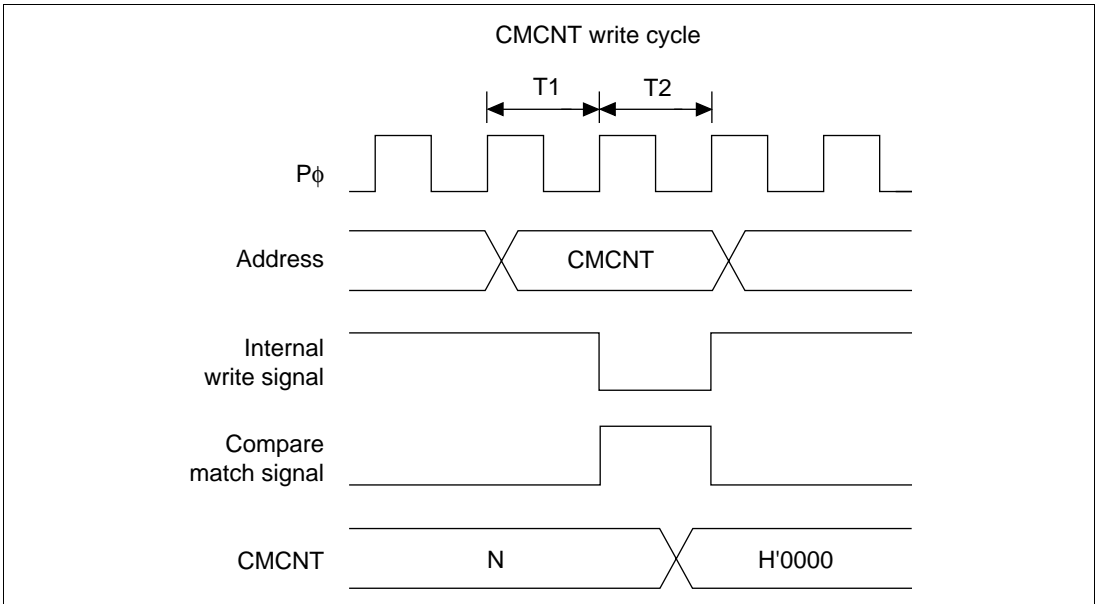 CMCNT write cycle
T1 T2
Pφ
Address CMCNT
Internal
write signal
Compare
match signal
CMCNT N H'0000